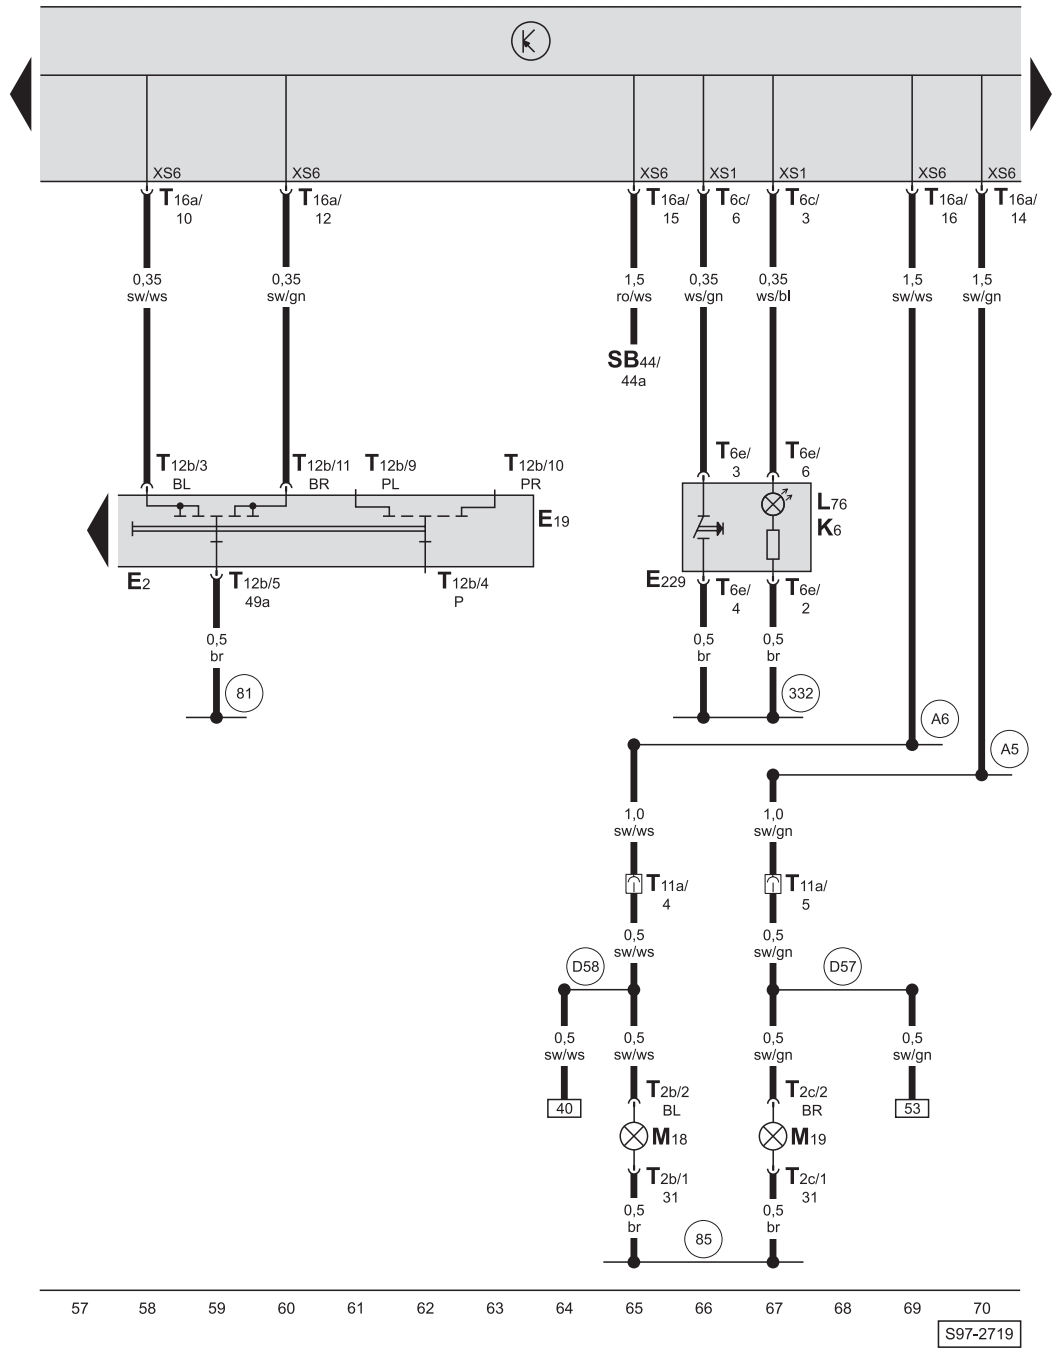 XS6 XS6 XS6 XS1 XS1 XS6 XS6
T16a/ T16a/ T16a/ T6c/ T6c/ T16a/ T16a/
10 12 15 6 3 16 14
0,35 0,35 1,5 0,35 0,35 1,5 1,5
sw/ws sw/gn ro/ws ws/gn ws/bl sw/ws sw/gn
SB44/
44a
T12b/3 T12b/11 T12b/9 T12b/10 T6e/ T6e/
BL BR PL PR 3 6
L76
E19 K6
E2 T12b/5 T12b/4 E229 T6e/ T6e/
49a P 4 2
0,5 0,5 0,5
br br br
81 332
A6
A5
1,0 1,0
sw/ws sw/gn
T11a/ T11a/
4 5
0,5 0,5
sw/ws sw/gn
D58 D57
0,5 0,5 0,5 0,5
sw/ws sw/ws sw/gn sw/gn
T2b/2 T2c/2
40 BL BR 53
M18 M19
T2b/1 T2c/1
31 31
0,5 0,5
br br
85
57 58 59 60 61 62 63 64 65 66 67 68 69 70
S97-2719